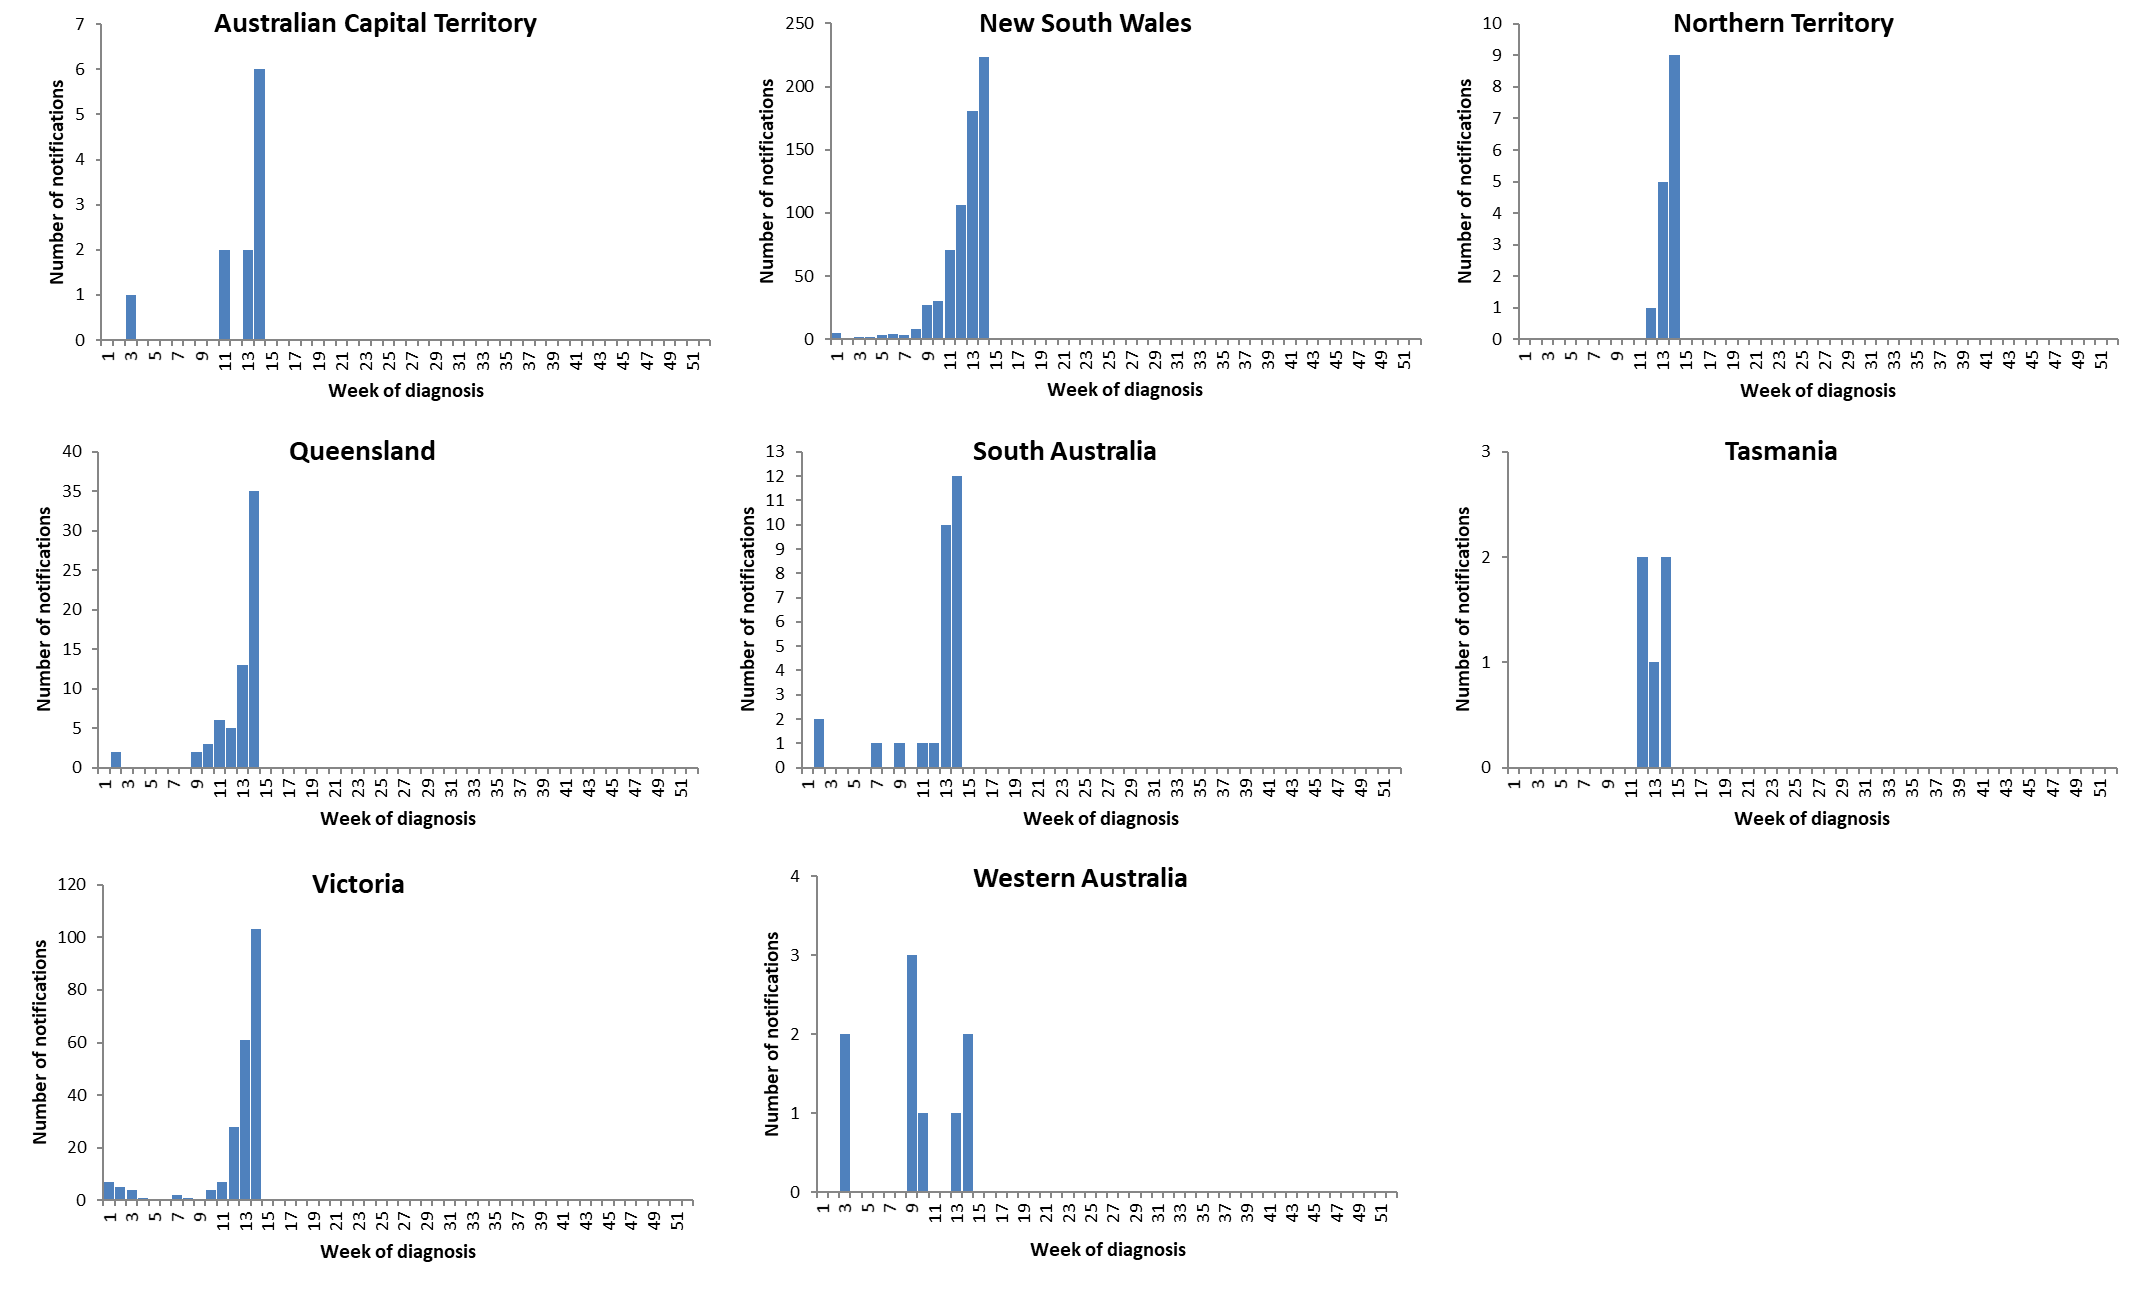 Australian Capital Territory
Number of notifications
7
6
5
4
3
2
1
0
1 3 5 7 9 11 13 15 17 19 21 23 25 27 29 31 33 35 37 39 41 43 45 47 49 51
Week of diagnosis
New South Wales
Number of notifications
250
200
150
100
50
0
1 3 5 7 9 11 13 15 17 19 21 23 25 27 29 31 33 35 37 39 41 43 45 47 49 51
Week of diagnosis
Northern Territory
Number of notifications
10
9
8
7
6
5
4
3
2
1
0
1 3 5 7 9 11 13 15 17 19 21 23 25 27 29 31 33 35 37 39 41 43 45 47 49 51
Week of diagnosis
Queensland
Number of notifications
40
35
30
25
20
15
10
5
0
1 3 5 7 9 11 13 15 17 19 21 23 25 27 29 31 33 35 37 39 41 43 45 47 49 51
Week of diagnosis
South Australia
Number of notifications
13
12
11
10
9
8
7
6
5
4
3
2
1
0
1 3 5 7 9 11 13 15 17 19 21 23 25 27 29 31 33 35 37 39 41 43 45 47 49 51
Week of diagnosis
Tasmania
Number of notifications
3
2
1
0
1 3 5 7 9 11 13 15 17 19 21 23 25 27 29 31 33 35 37 39 41 43 45 47 49 51
Week of diagnosis
Victoria
Number of notifications
120
100
80
60
40
20
0
1 3 5 7 9 11 13 15 17 19 21 23 25 27 29 31 33 35 37 39 41 43 45 47 49 51
Week of diagnosis
Western Australia
Number of notifications
4
3
2
1
0
1 3 5 7 9 11 13 15 17 19 21 23 25 27 29 31 33 35 37 39 41 43 45 47 49 51
Week of diagnosis